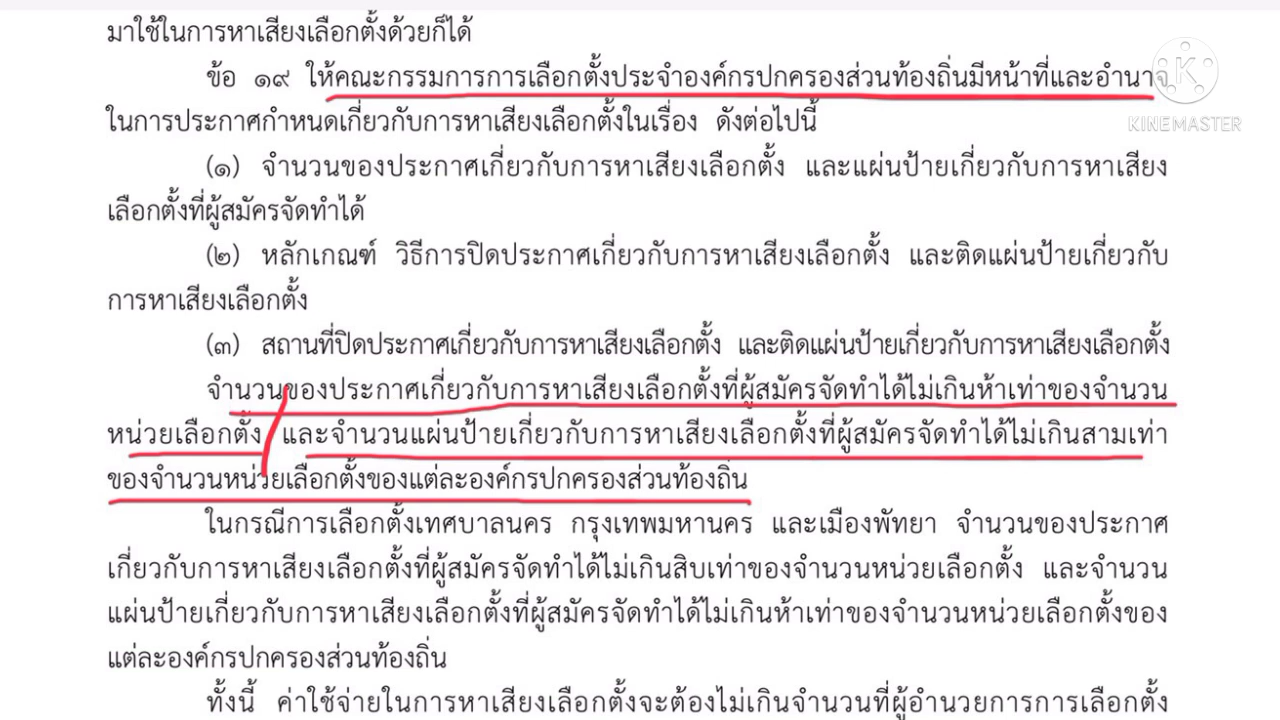 มาใช้ในการหาเสียงเลือกตั้งด้วยก็ได้
ข้อ ๑๙ ให้คณะกรรมการการเลือกตั้งประจำองค์กรปกครองส่วนท้องถิ่นมีหน้าที่และอำนาจ
ในการประกาศกำหนดเกี่ยวกับการหาเสียงเลือกตั้งในเรื่อง ดังต่อไปนี้
KINEMASTER
(๑) จำนวนของประกาศเกี่ยวกับการหาเสียงเลือกตั้ง และแผ่นป้ายเกี่ยวกับการหาเสียง
เลือกตั้งที่ผู้สมัครจัดทำได้
(๒) หลักเกณฑ์ วิธีการปิดประกาศเกี่ยวกับการหาเสียงเลือกตั้ง และติดแผ่นป้ายเกี่ยวกับ
การหาเสียงเลือกตั้ง
(๓) สถานที่ปิดประกาศเกี่ยวกับการหาเสียงเลือกตั้ง และติดแผ่นป้ายเกี่ยวกับการหาเสียงเลือกตั้ง
จำนวนของประกาศเกี่ยวกับการหาเสียงเลือกตั้งที่ผู้สมัครจัดทำได้ไม่เกินห้าเท่าของจำนวน
หน่วยเลือกตั้ง และจำนวนแผ่นป้ายเกี่ยวกับการหาเสียงเลือกตั้งที่ผู้สมัครจัดทำได้ไม่เกินสามเท่า
ของจำนวนหน่วยเลือกตั้งของแต่ละองค์กรปกครองส่วนท้องถิ่น
ในกรณีการเลือกตั้งเทศบาลนคร กรุงเทพมหานคร และเมืองพัทยา จำนวนของประกาศ
เกี่ยวกับการหาเสียงเลือกตั้งที่ผู้สมัครจัดทำได้ไม่เกินสิบเท่าของจำนวนหน่วยเลือกตั้ง และจำนวน
แผ่นป้ายเกี่ยวกับการหาเสียงเลือกตั้งที่ผู้สมัครจัดทำได้ไม่เกินห้าเท่าของจำนวนหน่วยเลือกตั้งของ
แต่ละองค์กรปกครองส่วนท้องถิ่น
ทั้งนี้ ค่าใช้จ่ายในการหาเสียงเลือกตั้งจะต้องไม่เกินจำนวนที่ผู้อำนวยการการเลือกตั้ง